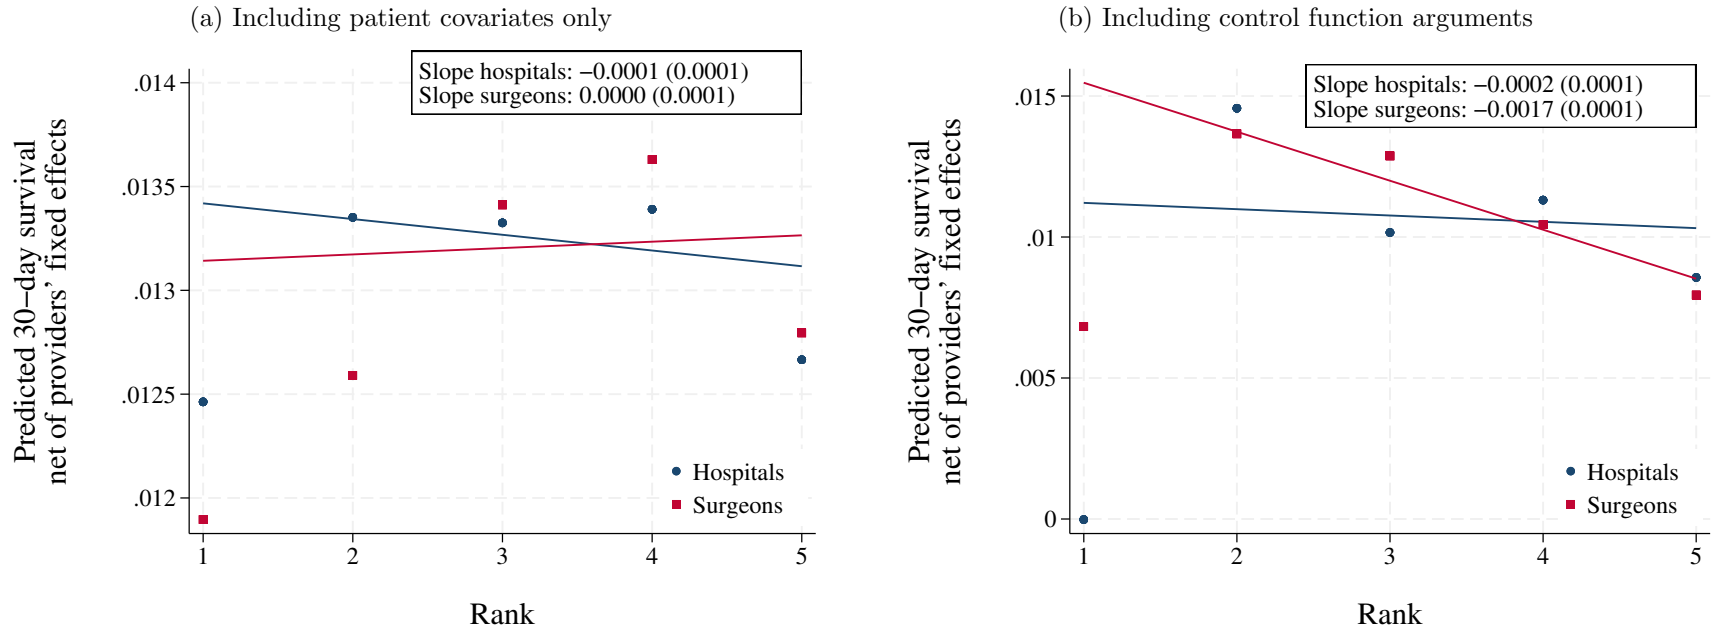 (a) Including patient covariates only
Slope hospitals: −0.0001 (0.0001)
Slope surgeons: 0.0000 (0.0001)
Predicted 30−day survival
net of providers’ fixed effects
.014
.0135
.013
.0125
.012
Hospitals
Surgeons
1 2 3 4 5
Rank
(b) Including control function arguments
Slope hospitals: −0.0002 (0.0001)
Slope surgeons: −0.0017 (0.0001)
Predicted 30−day survival
net of providers’ fixed effects
.015
.01
.005
0
Hospitals
Surgeons
1 2 3 4 5
Rank